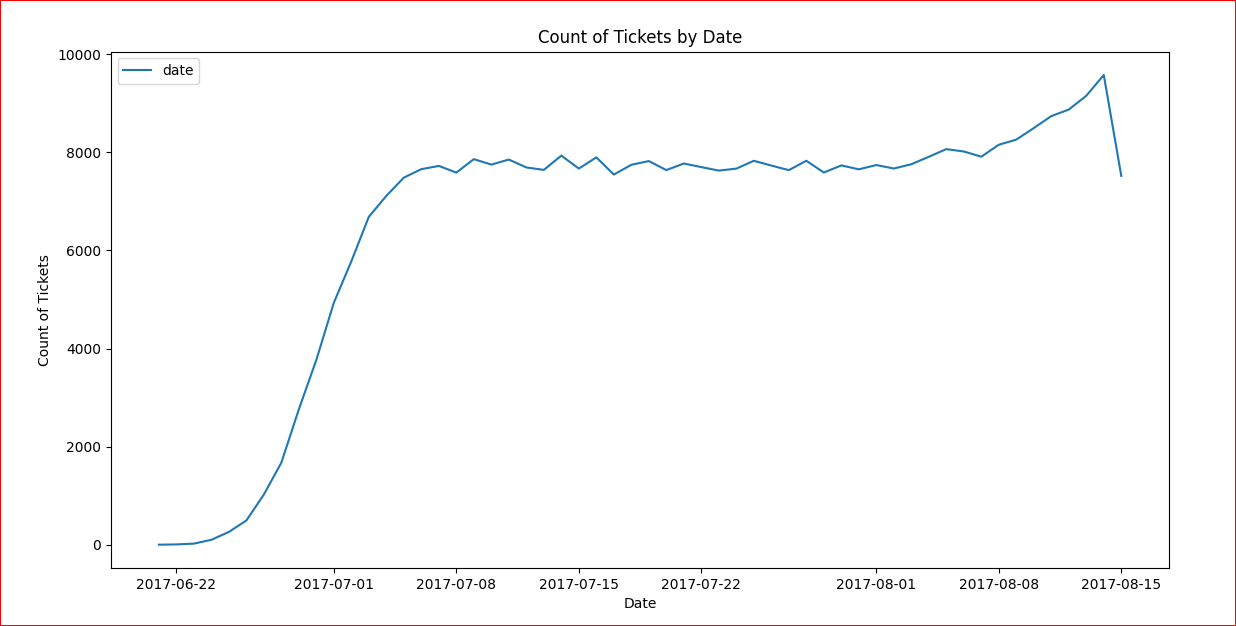 Count of Tickets by Date
date
Count of Tickets
10000
8000
6000
4000
2000
0
2017-06-22 2017-07-01 2017-07-08 2017-07-15 2017-07-22 2017-08-01 2017-08-08 2017-08-15
Date